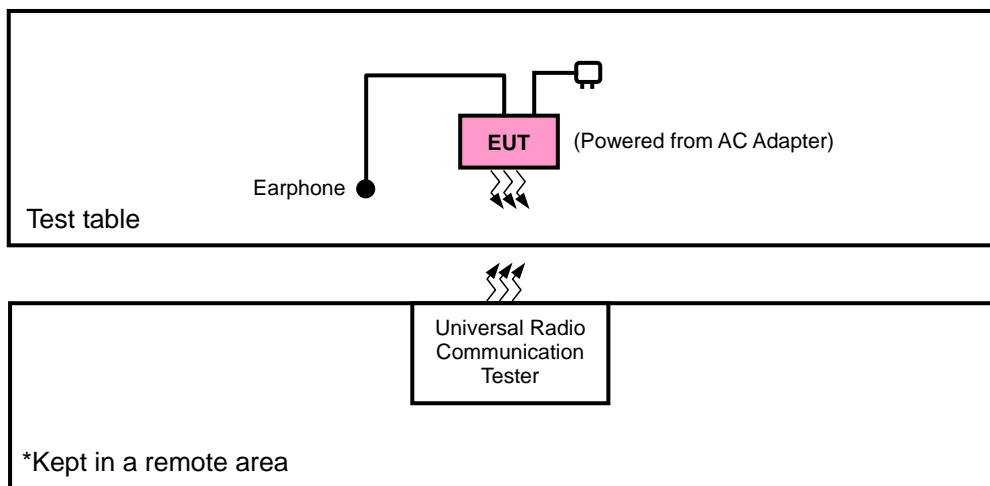 EUT
(Powered from AC Adapter)
Earphone
Test table
Universal Radio
Communication
Tester
*Kept in a remote area